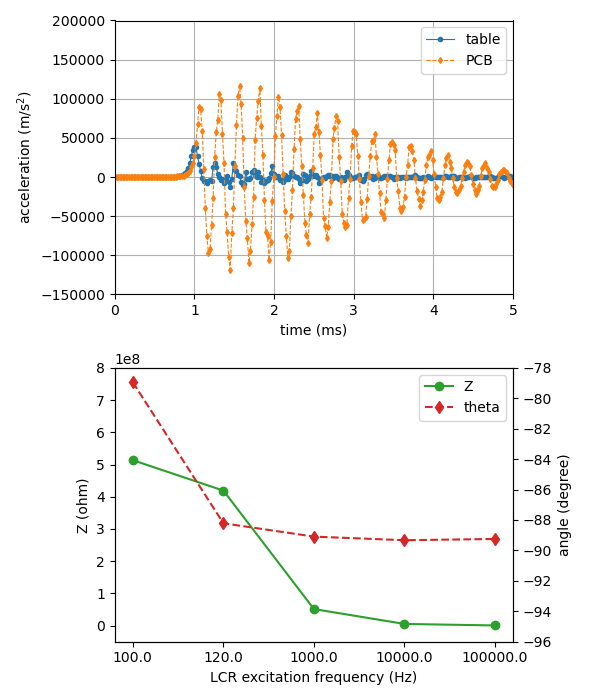 200000
150000
100000
50000
0
−50000
−100000
−150000
acceleration (m/s²)
table
PCB
0 1 2 3 4 5
time (ms)
1e8
8
7
6
5
4
3
2
1
0
Z (ohm)
Z
theta
−78
−80
−82
−84
−86
−88
−90
−92
−94
−96
angle (degree)
100.0 120.0 1000.0 10000.0 100000.0
LCR excitation frequency (Hz)